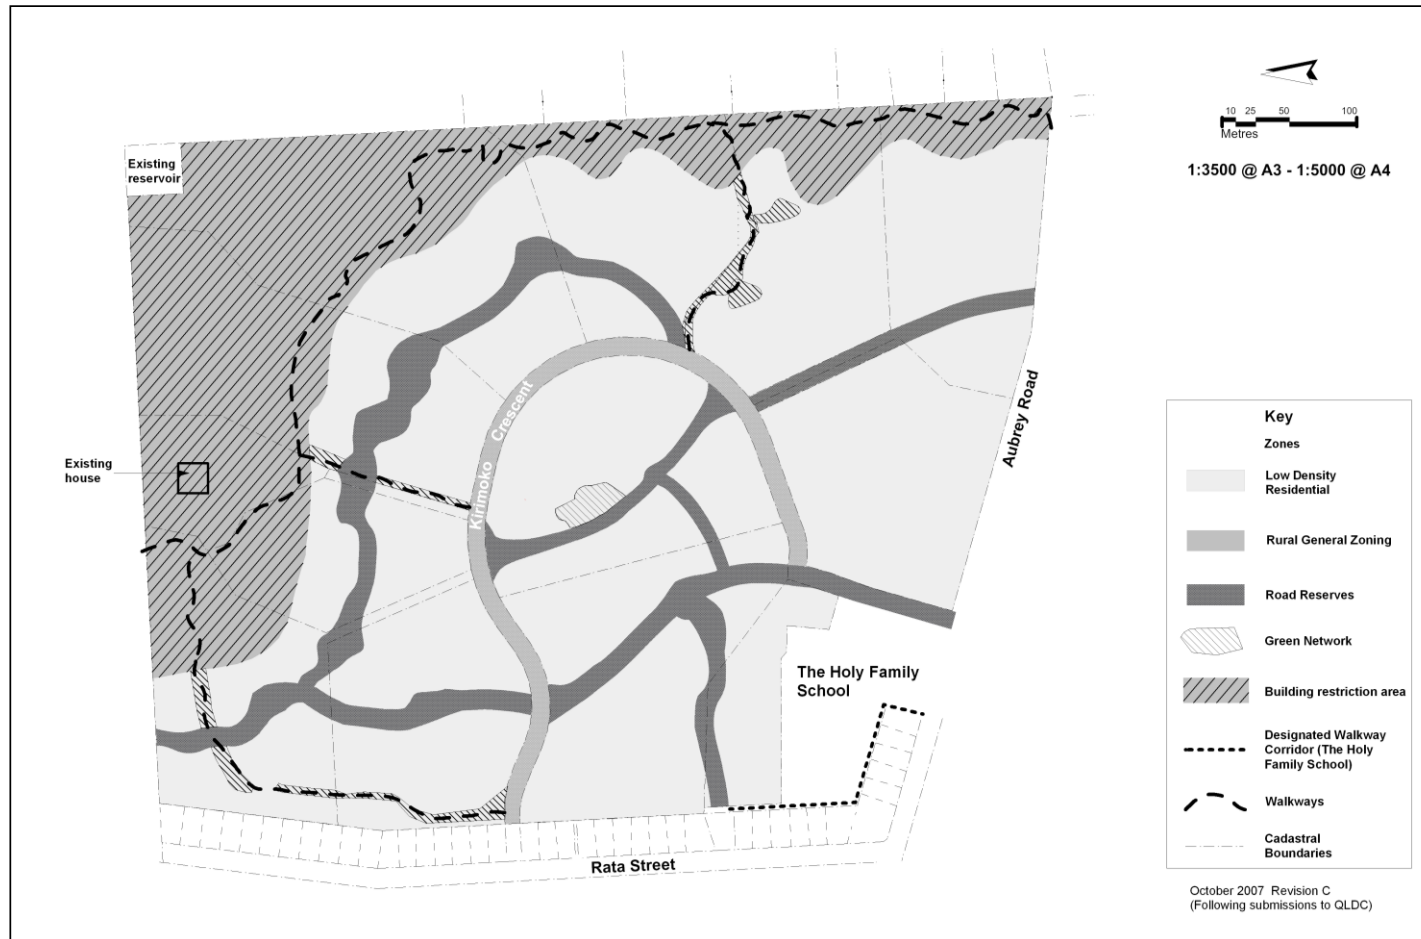 Existing
reservoir
Existing
house
Kirimoko Crescent
Aubrey Road
The Holy Family
School
Rata Street
10 25 50 100
Metres
1:3500 @ A3 - 1:5000 @ A4
Key
Zones
Low Density
Residential
Rural General Zoning
Road Reserves
Green Network
Building restriction area
Designated Walkway
Corridor (The Holy
Family School)
Walkways
Cadastral
Boundaries
October 2007 Revision C
(Following submissions to QLDC)